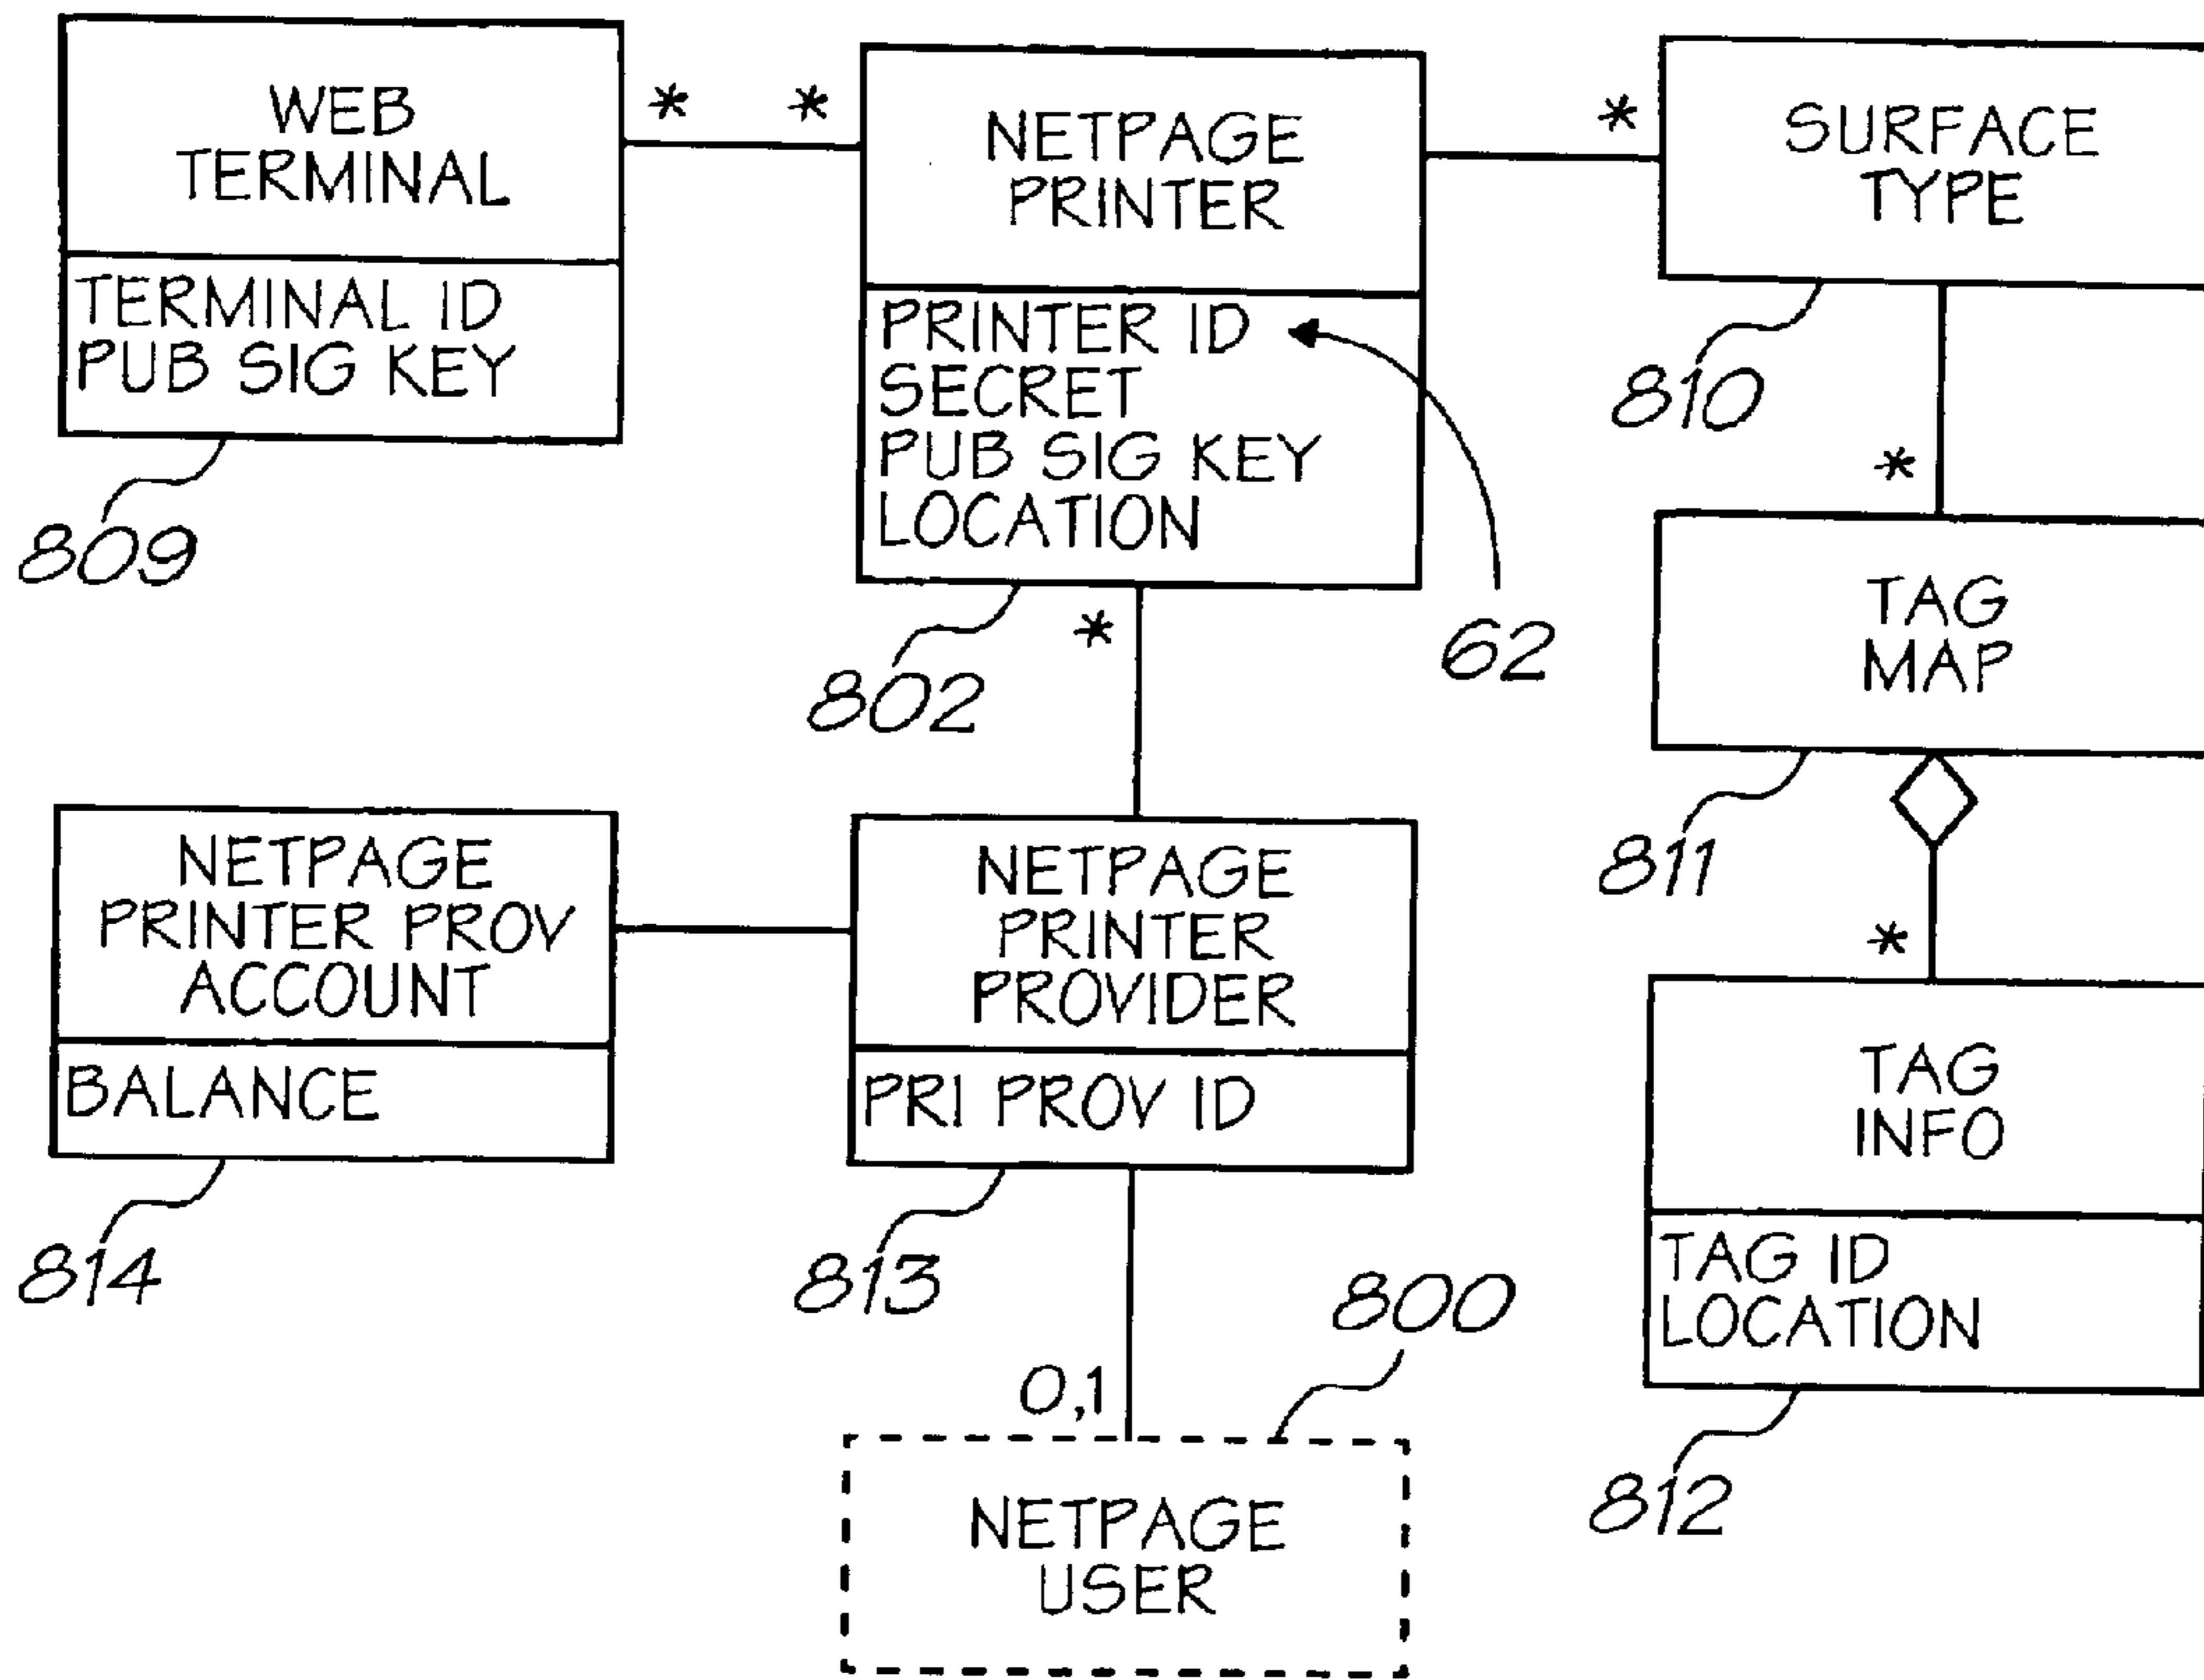 WEB
TERMINAL
TERMINAL ID
PUB SIG KEY
809
*
*
NETPAGE
PRINTER
PRINTER ID
SECRET
PUB SIG KEY
LOCATION
62
802
*
*
SURFACE
TYPE
810
*
TAG
MAP
811
*
TAG
INFO
TAG ID
LOCATION
812
NETPAGE
PRINTER PROV
ACCOUNT
BALANCE
814
NETPAGE
PRINTER
PROVIDER
PRI PROV ID
813
0,1
800
NETPAGE
USER